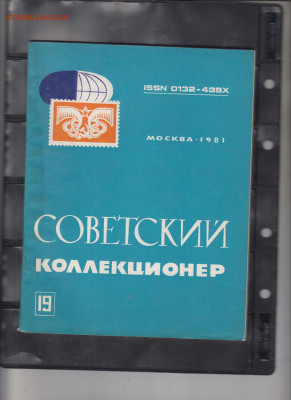 ISSN 0132-439X
МОСКВА·1981
СОВЕТСКИЙ
КОЛЛЕКЦИОНЕР
19